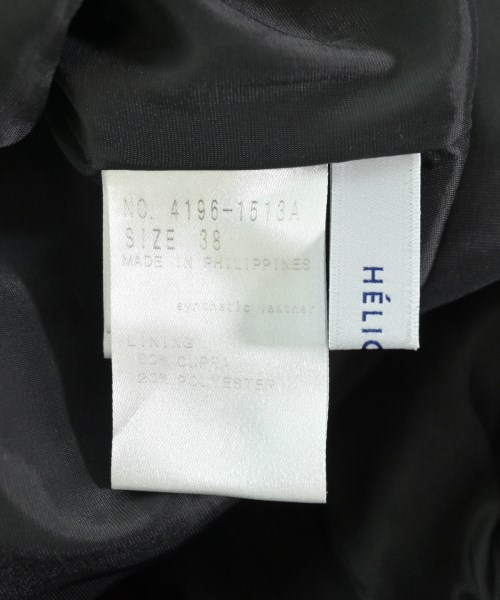 NO. 4196-1513A
SIZE 38
MADE IN PHILIPPINES
synthetic leather
LINING
CUPRA
POLYESTER
HÉLIO